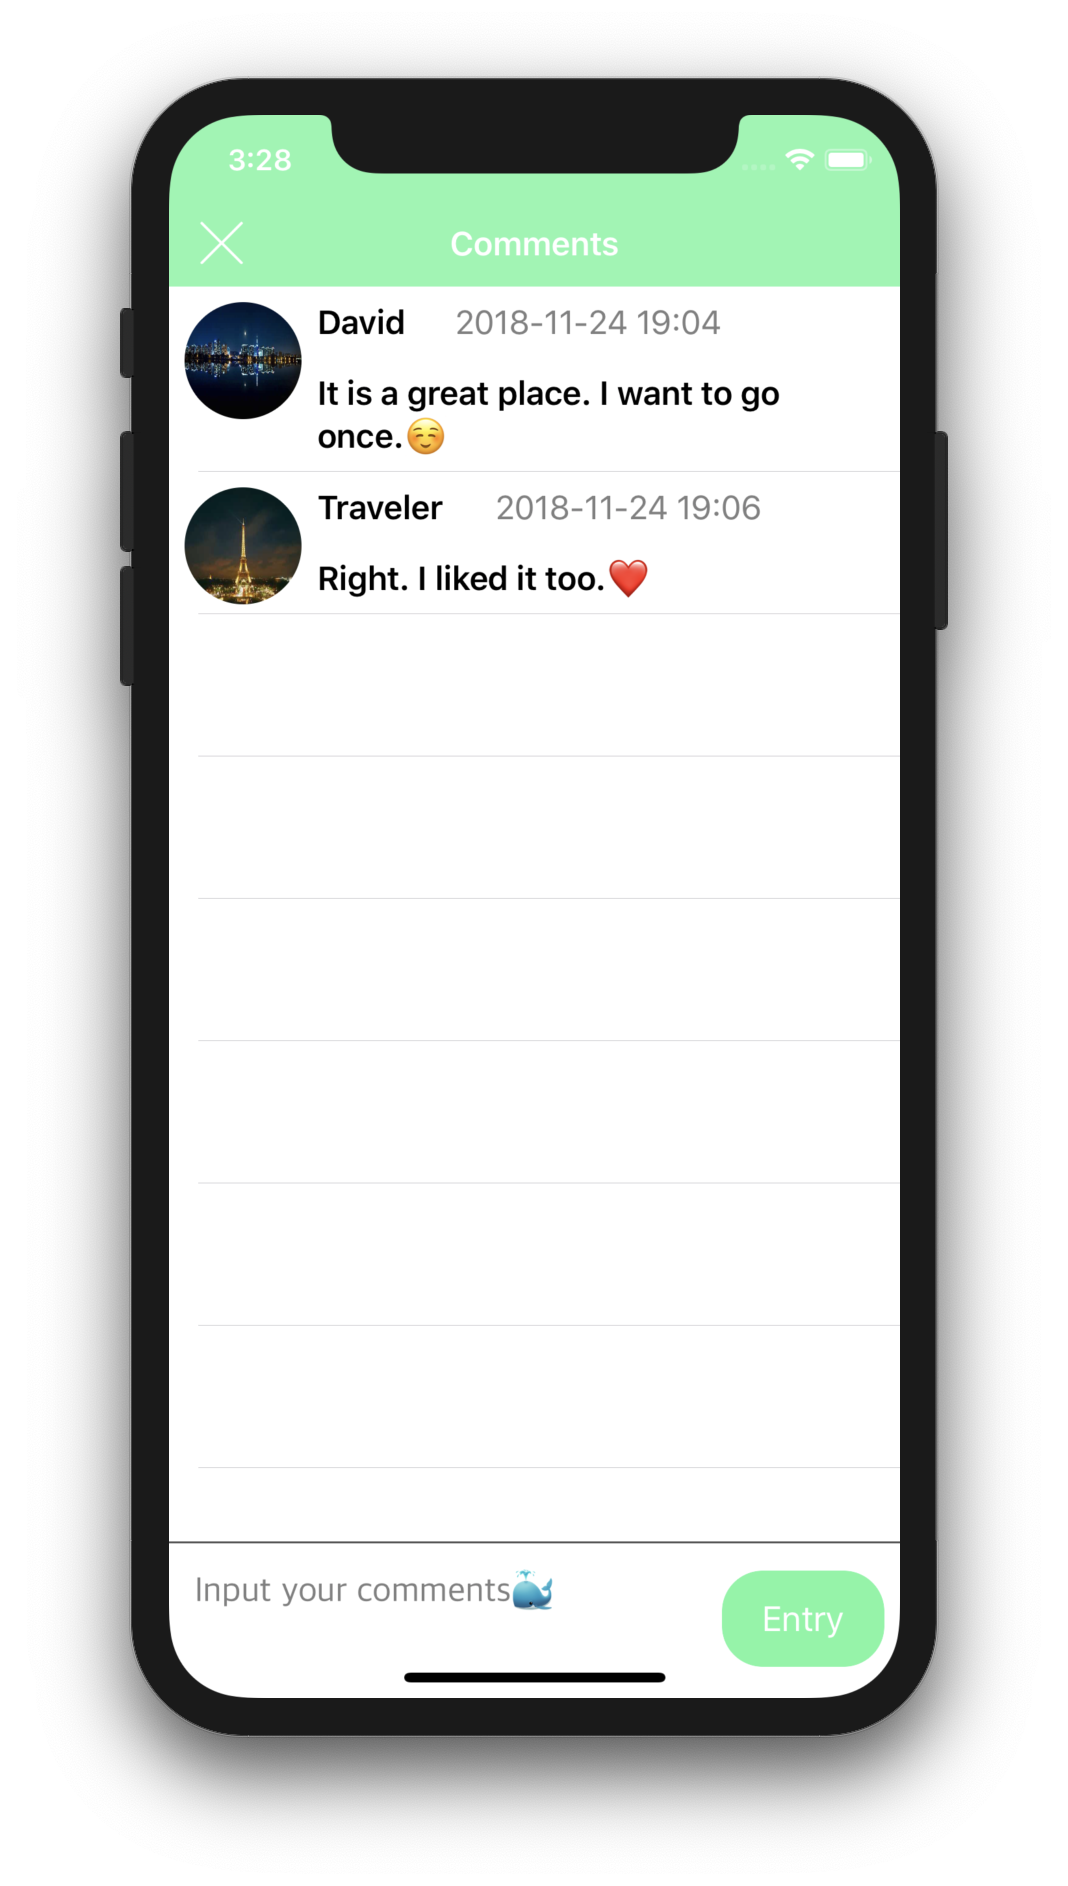 3:28
Comments
David 2018-11-24 19:04
It is a great place. I want to go
once.☺️
Traveler 2018-11-24 19:06
Right. I liked it too.❤️
Input your comments🐳
Entry